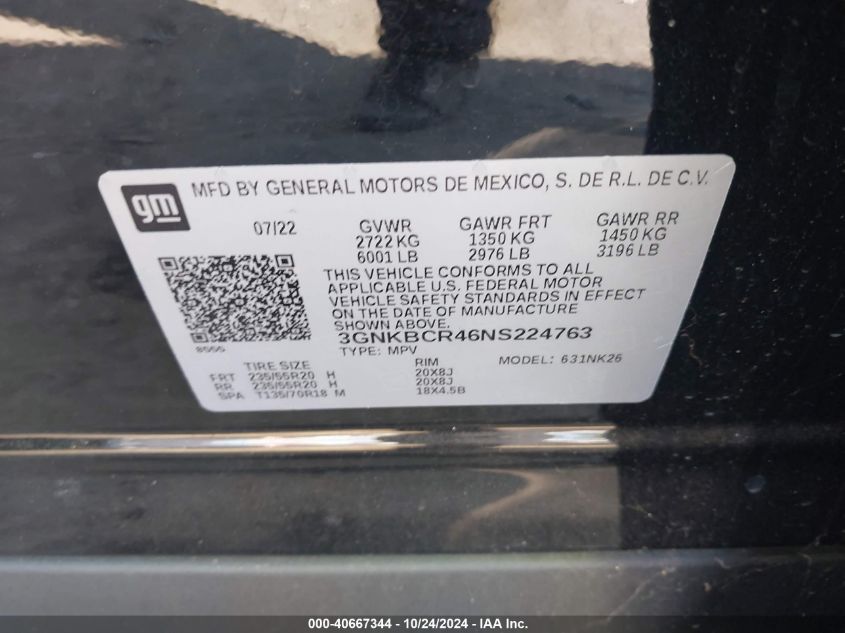 gm
MFD BY GENERAL MOTORS DE MEXICO, S. DE R.L. DE C.V.
07/22 GVWR GAWR FRT GAWR RR
2722 KG 1350 KG 1450 KG
6001 LB 2976 LB 3196 LB
THIS VEHICLE CONFORMS TO ALL
APPLICABLE U.S. FEDERAL MOTOR
VEHICLE SAFETY STANDARDS IN EFFECT
ON THE DATE OF MANUFACTURE
SHOWN ABOVE.
3GNKBCR46NS224763
TYPE: MPV MODEL: 631NK26
TIRE SIZE RIM
FRT 235/55R20 H 20X8J
RR 235/55R20 H 20X8J
SPA T135/70R18 M 18X4.5B
000-40667344 - 10/24/2024 - IAA Inc.